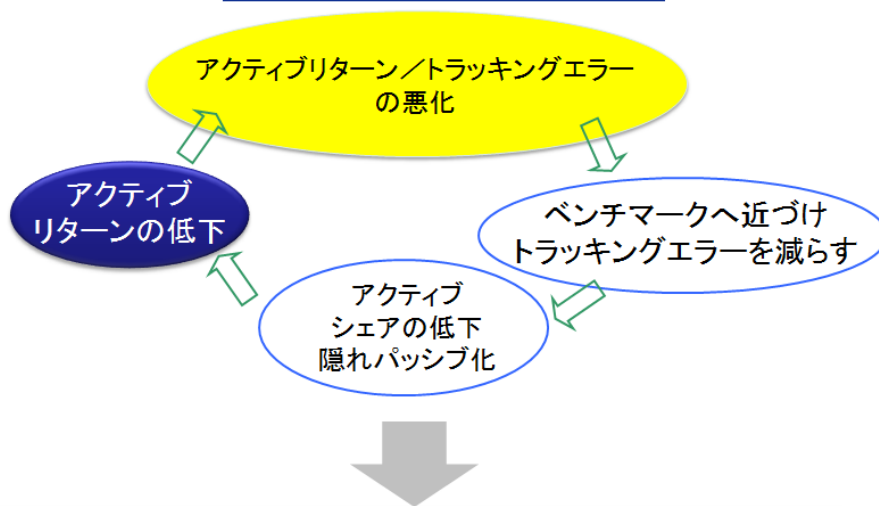 アクティブリターン／トラッキングエラー
の悪化
アクティブ
リターンの低下
ベンチマークへ近づけ
トラッキングエラーを減らす
アクティブ
シェアの低下
隠れパッシブ化